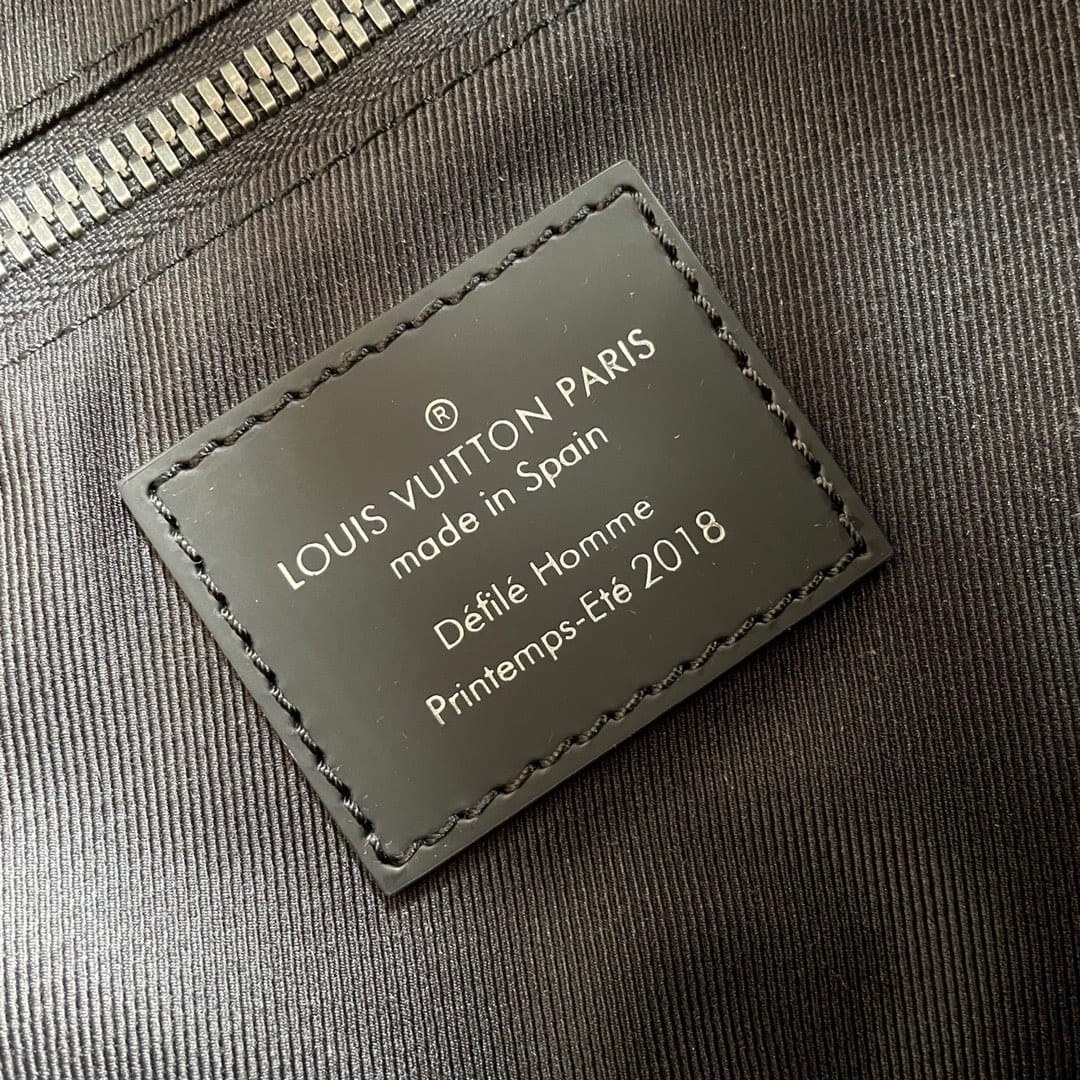 ®
LOUIS VUITTON PARIS
made in Spain
Défilé Homme
Printemps-Eté 2018